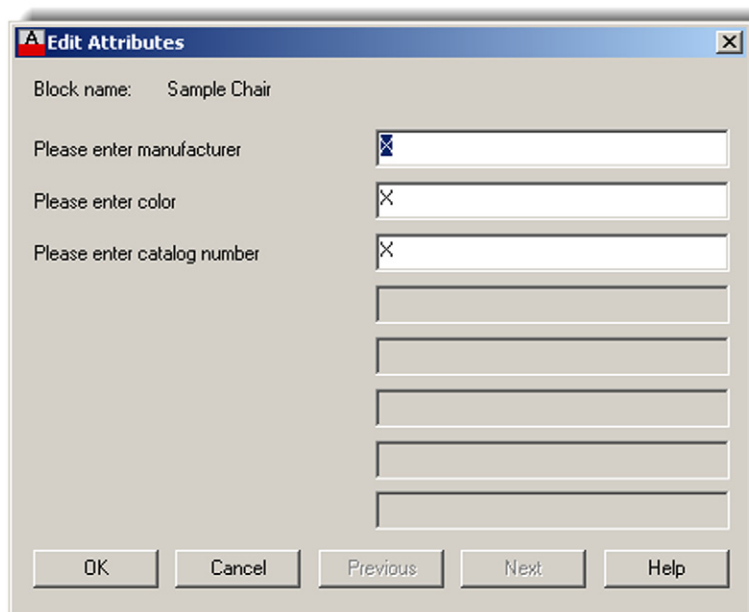 A Edit Attributes
Block name: Sample Chair
Please enter manufacturer X
Please enter color X
Please enter catalog number X
OK Cancel Previous Next Help